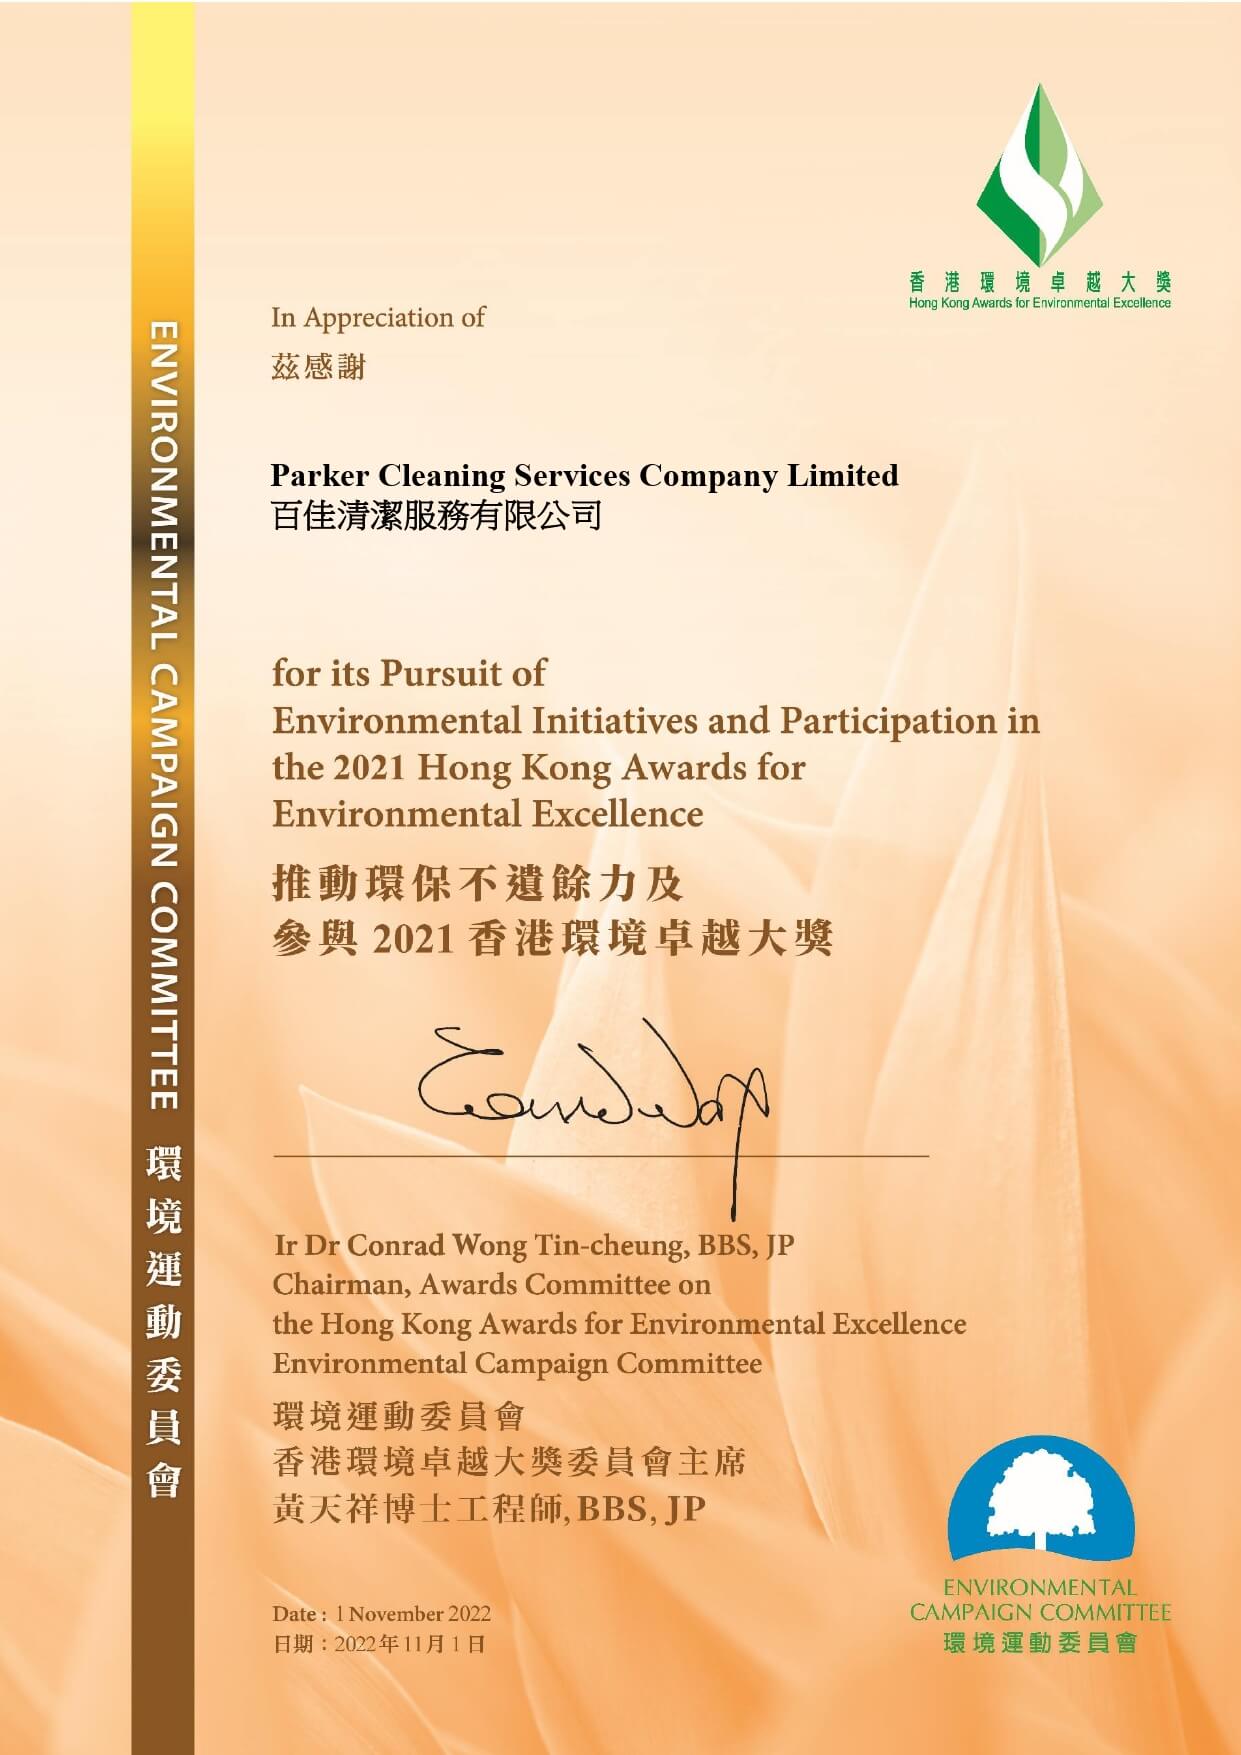 香港環境卓越大獎
Hong Kong Awards for Environmental Excellence
ENVIRONMENTAL CAMPAIGN COMMITTEE 環境運動委員會
In Appreciation of
茲感謝
Parker Cleaning Services Company Limited
百佳清潔服務有限公司
for its Pursuit of
Environmental Initiatives and Participation in
the 2021 Hong Kong Awards for
Environmental Excellence
推動環保不遺餘力及
參與 2021 香港環境卓越大獎
Ir Dr Conrad Wong Tin-cheung, BBS, JP
Chairman, Awards Committee on
the Hong Kong Awards for Environmental Excellence
Environmental Campaign Committee
環境運動委員會
香港環境卓越大獎委員會主席
黃天祥博士工程師, BBS, JP
Date : 1 November 2022
日期：2022年11月1日
ENVIRONMENTAL
CAMPAIGN COMMITTEE
環境運動委員會